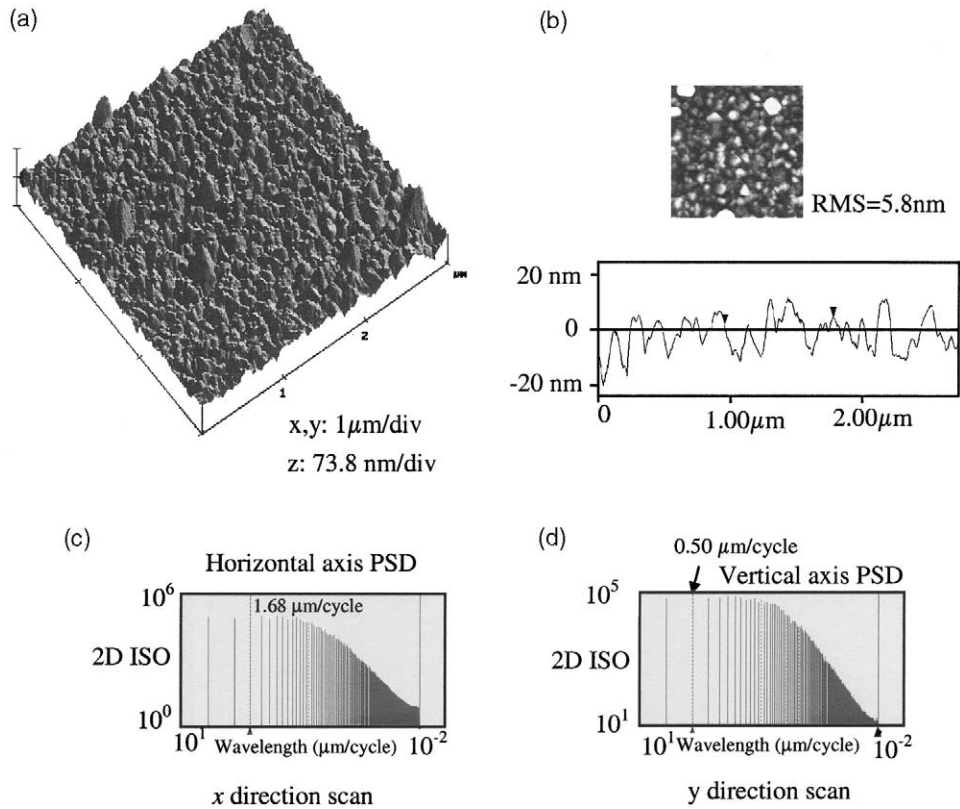 (a)
1
2
μm
x,y: 1μm/div
z: 73.8 nm/div
(b)
RMS=5.8nm
20 nm
0
-20 nm
0 1.00μm 2.00μm
(c)
Horizontal axis PSD
10^6
1.68 μm/cycle
2D ISO
10^0
10^1 Wavelength (μm/cycle) 10^-2
x direction scan
(d)
0.50 μm/cycle
Vertical axis PSD
10^5
2D ISO
10^1
10^1 Wavelength (μm/cycle) 10^-2
y direction scan